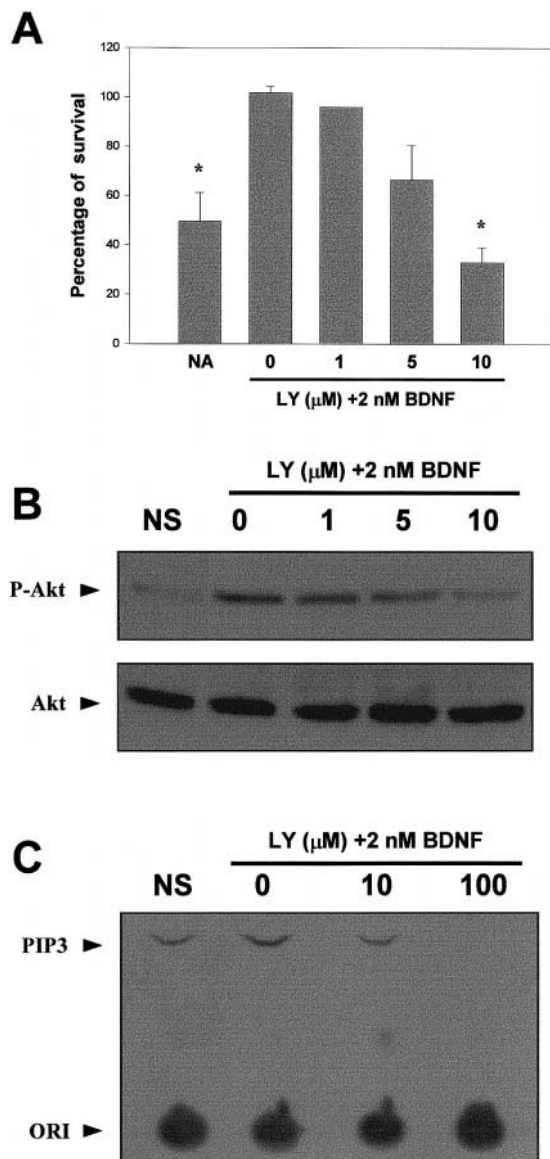 A
120
100
80
60
40
20
0
Percentage of survival
*
*
NA 0 1 5 10
LY (μM) +2 nM BDNF
B
LY (μM) +2 nM BDNF
NS 0 1 5 10
P-Akt
Akt
C
LY (μM) +2 nM BDNF
NS 0 10 100
PIP3
ORI